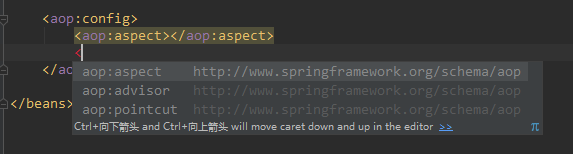 <aop:config>
<aop:aspect></aop:aspect>
<
aop:aspect http://www.springframework.org/schema/aop
aop:advisor http://www.springframework.org/schema/aop
aop:pointcut http://www.springframework.org/schema/aop
Ctrl+向下箭头 and Ctrl+向上箭头 will move caret down and up in the editor >> π
</ao
</beans>